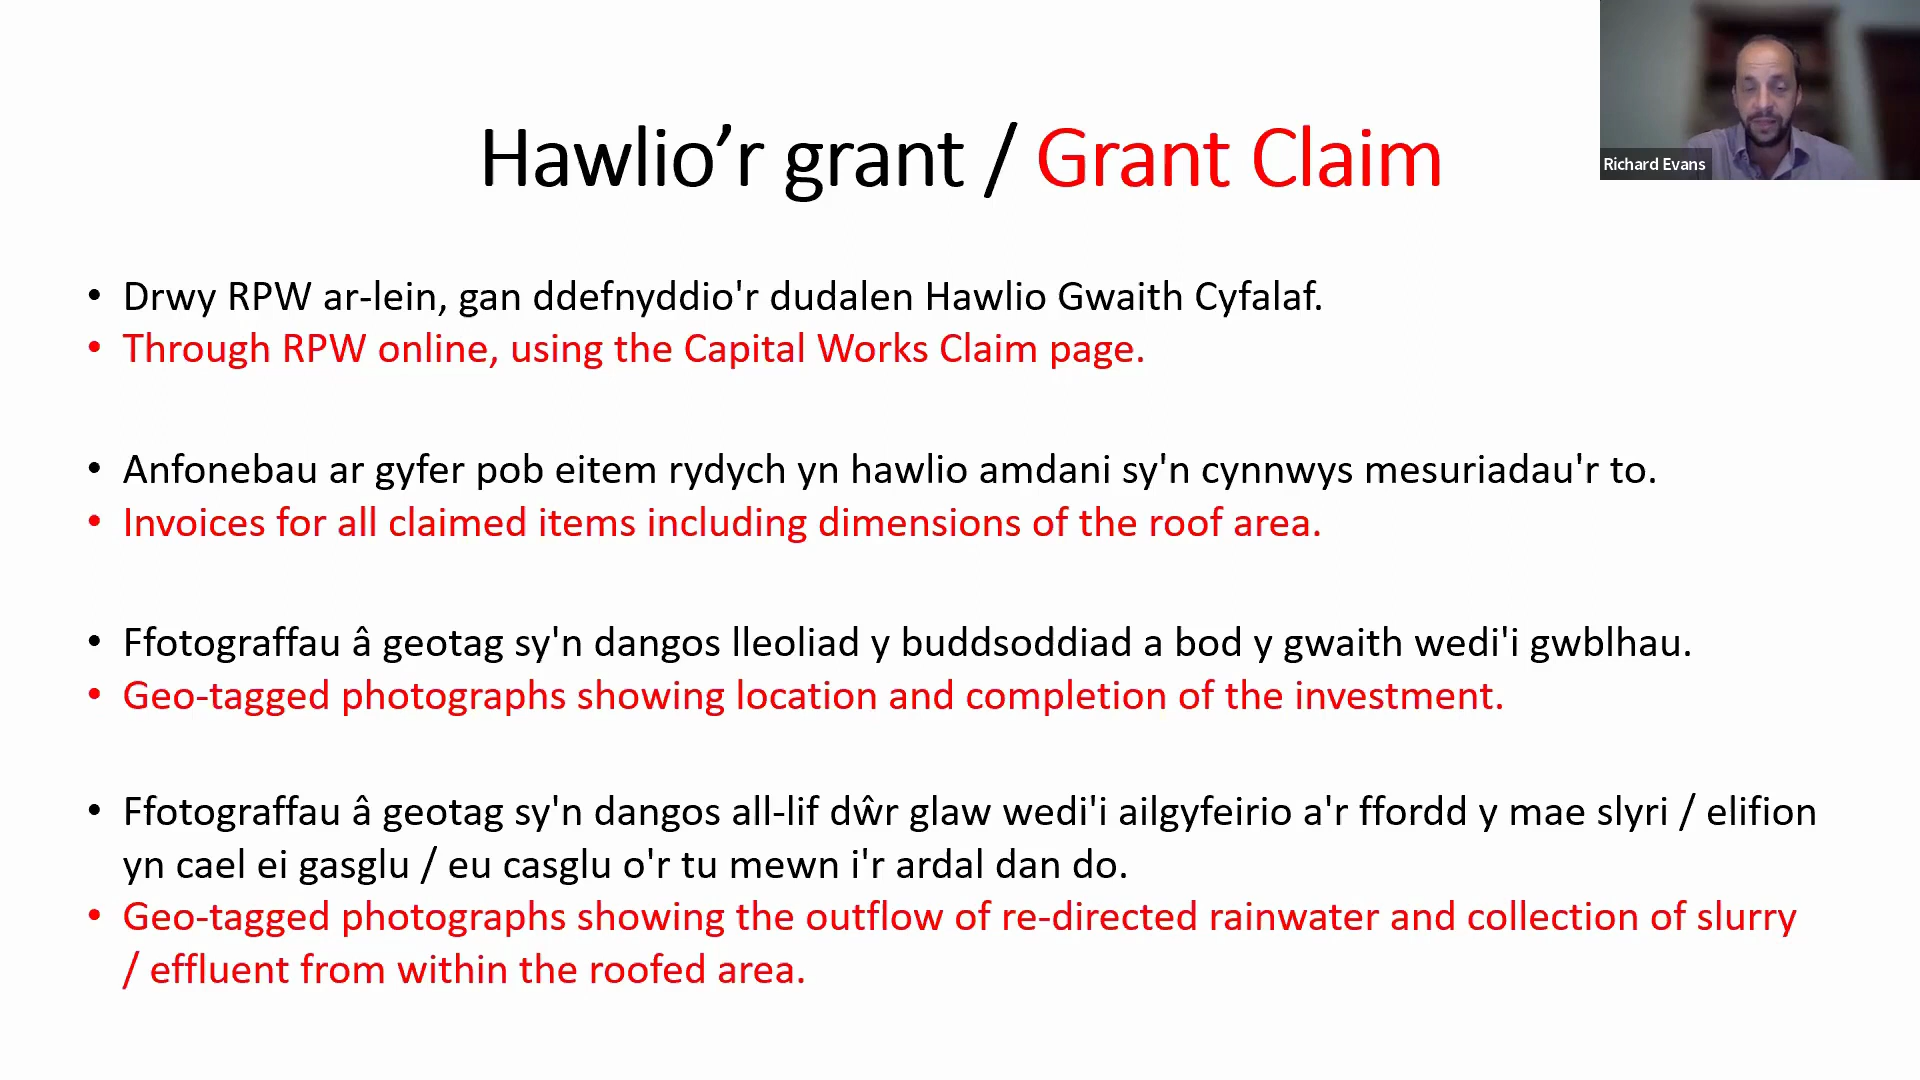 Hawlio’r grant / Grant Claim
Richard Evans
• Drwy RPW ar-lein, gan ddefnyddio'r dudalen Hawlio Gwaith Cyfalaf.
• Through RPW online, using the Capital Works Claim page.
• Anfonebau ar gyfer pob eitem rydych yn hawlio amdani sy'n cynnwys mesuriadau'r to.
• Invoices for all claimed items including dimensions of the roof area.
• Ffotograffau â geotag sy'n dangos lleoliad y buddsoddiad a bod y gwaith wedi'i gwblhau.
• Geo-tagged photographs showing location and completion of the investment.
• Ffotograffau â geotag sy'n dangos all-lif dŵr glaw wedi'i ailgyfeirio a'r ffordd y mae slyri / elifion
yn cael ei gasglu / eu casglu o'r tu mewn i'r ardal dan do.
• Geo-tagged photographs showing the outflow of re-directed rainwater and collection of slurry
/ effluent from within the roofed area.